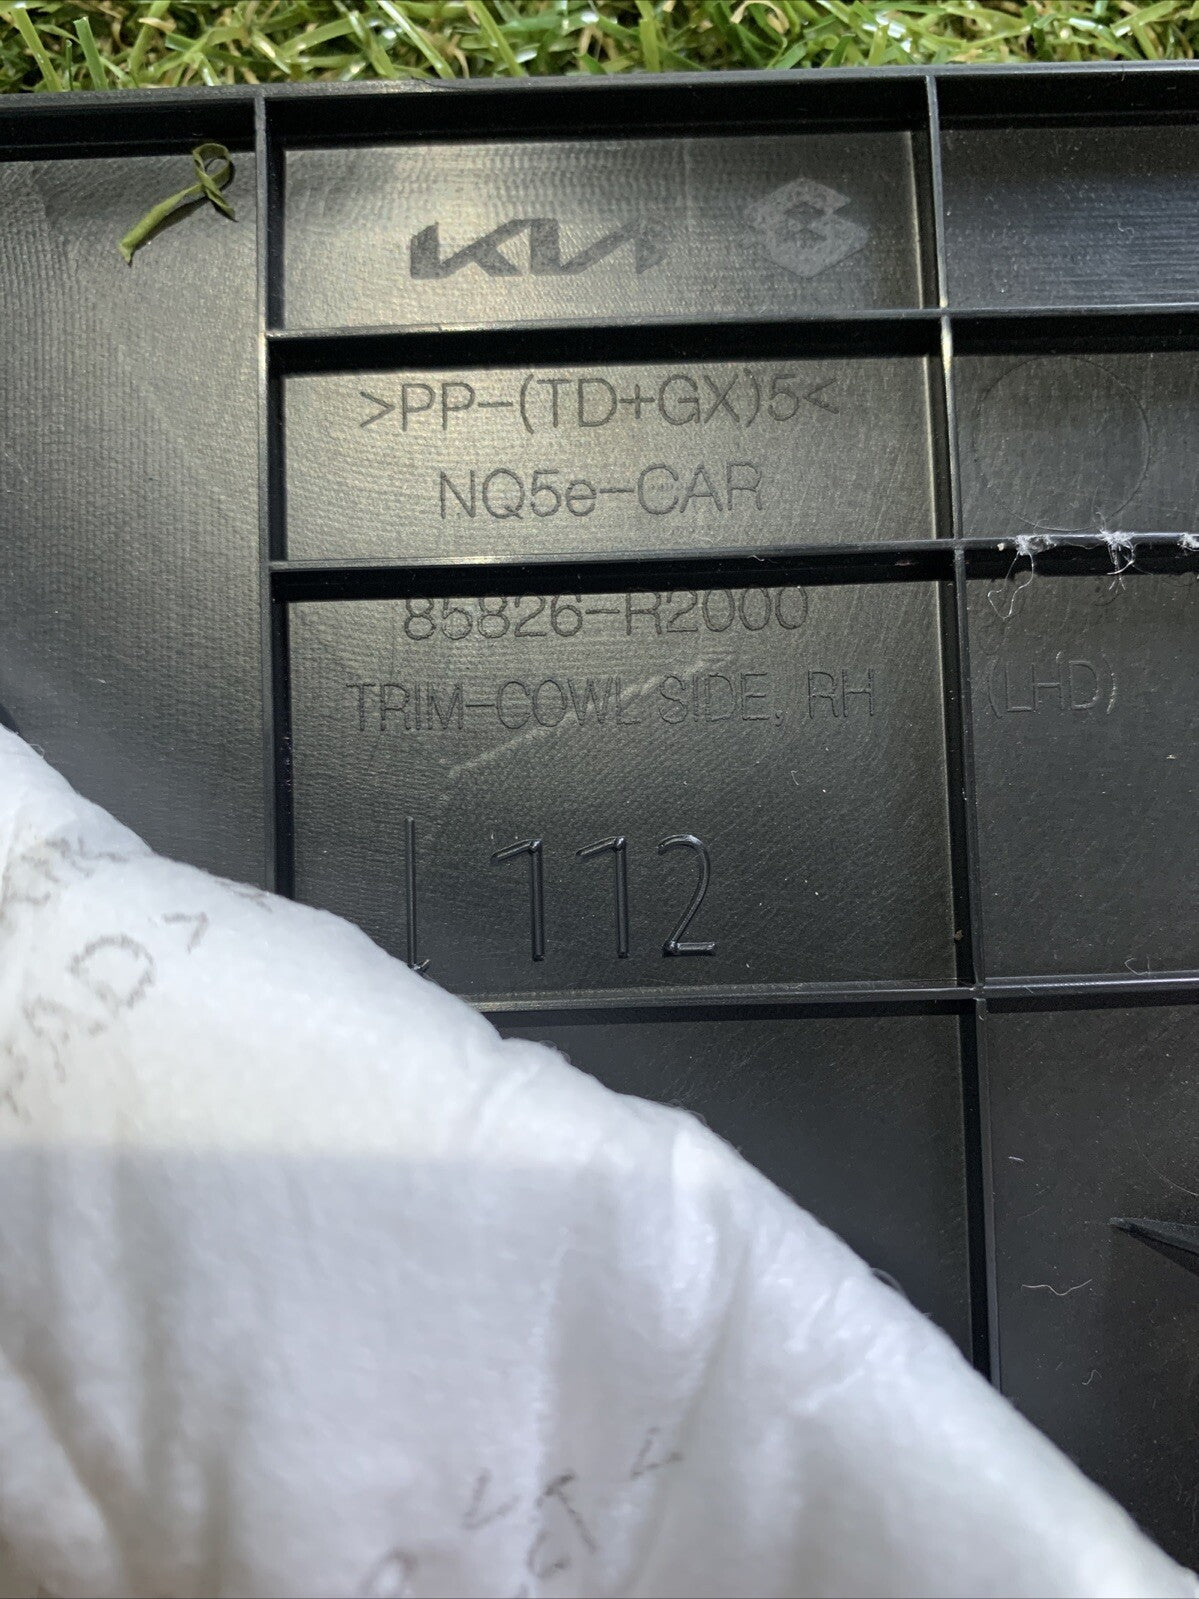 KIA
>PP-(TD+GX)5<
NQ5e-CAR
85826-R2000
TRIM-COWL SIDE, RH (LHD)
112